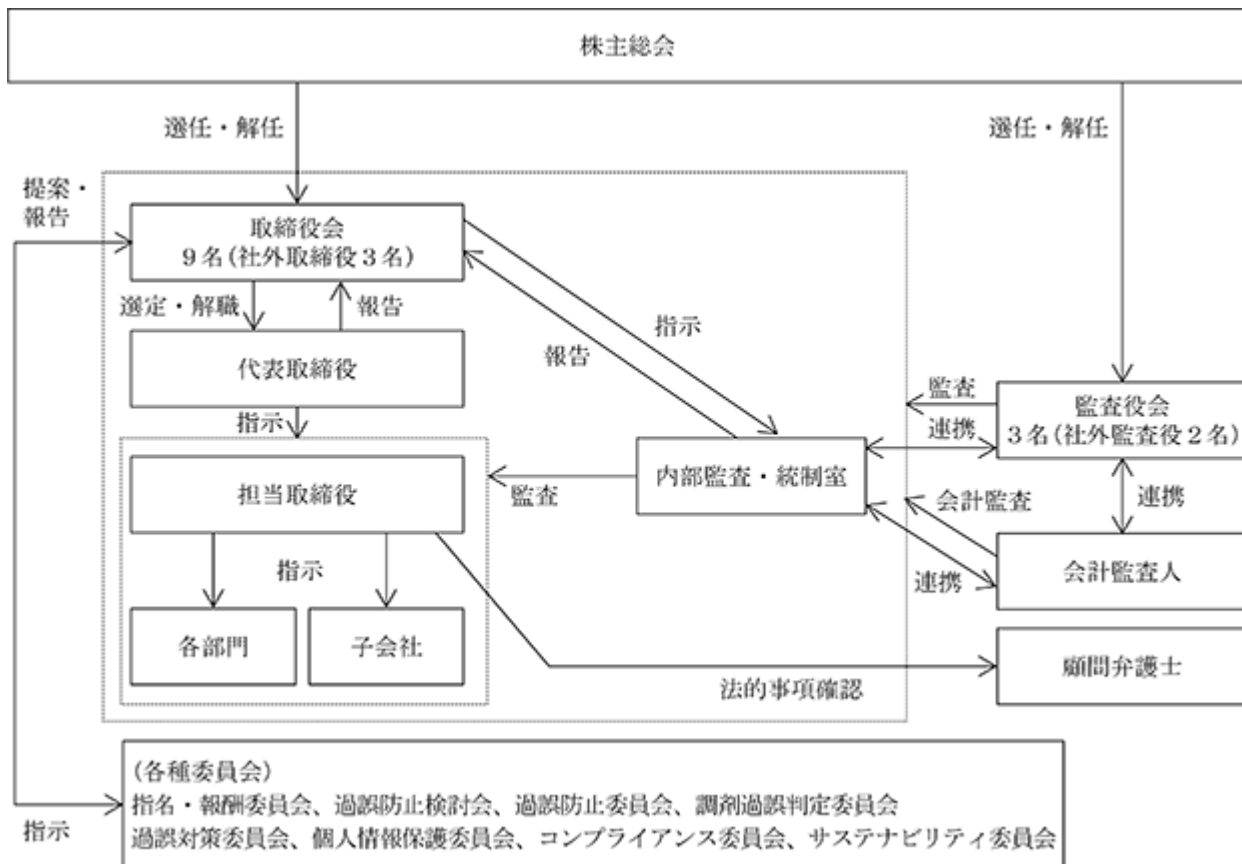 株主総会
選任・解任
選任・解任
提案・
報告
取締役会
9名(社外取締役3名)
選定・解職
報告
指示
報告
代表取締役
指示
監査
監査役会
3名(社外監査役2名)
連携
担当取締役
監査
内部監査・統制室
会計監査
連携
指示
連携
会計監査人
各部門
子会社
顧問弁護士
法的事項確認
(各種委員会)
指名・報酬委員会、過誤防止検討会、過誤防止委員会、調剤過誤判定委員会
過誤対策委員会、個人情報保護委員会、コンプライアンス委員会、サステナビリティ委員会
指示